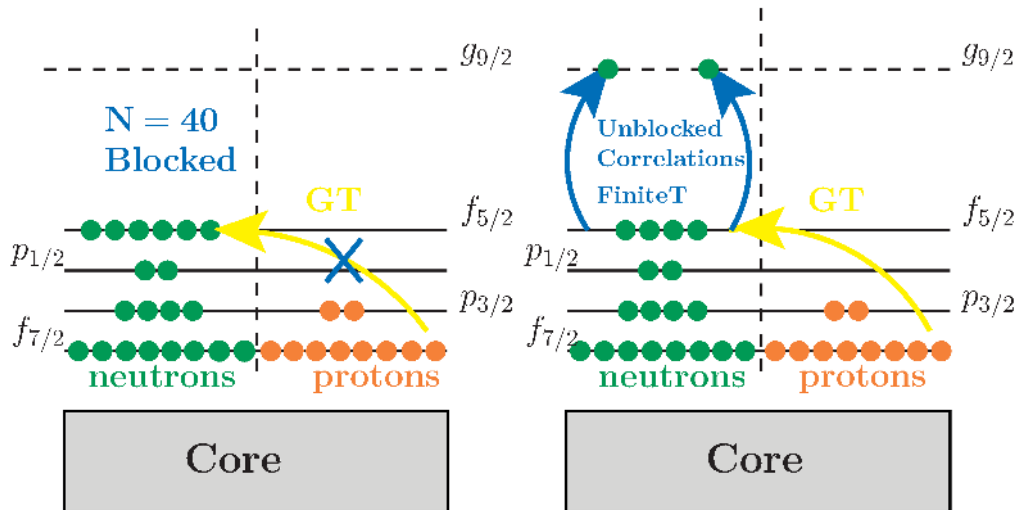 g9/2
N = 40
Blocked
GT
f5/2
p1/2
p3/2
f7/2
neutrons
protons
Core
g9/2
Unblocked
Correlations
FiniteT
GT
f5/2
p1/2
p3/2
f7/2
neutrons
protons
Core